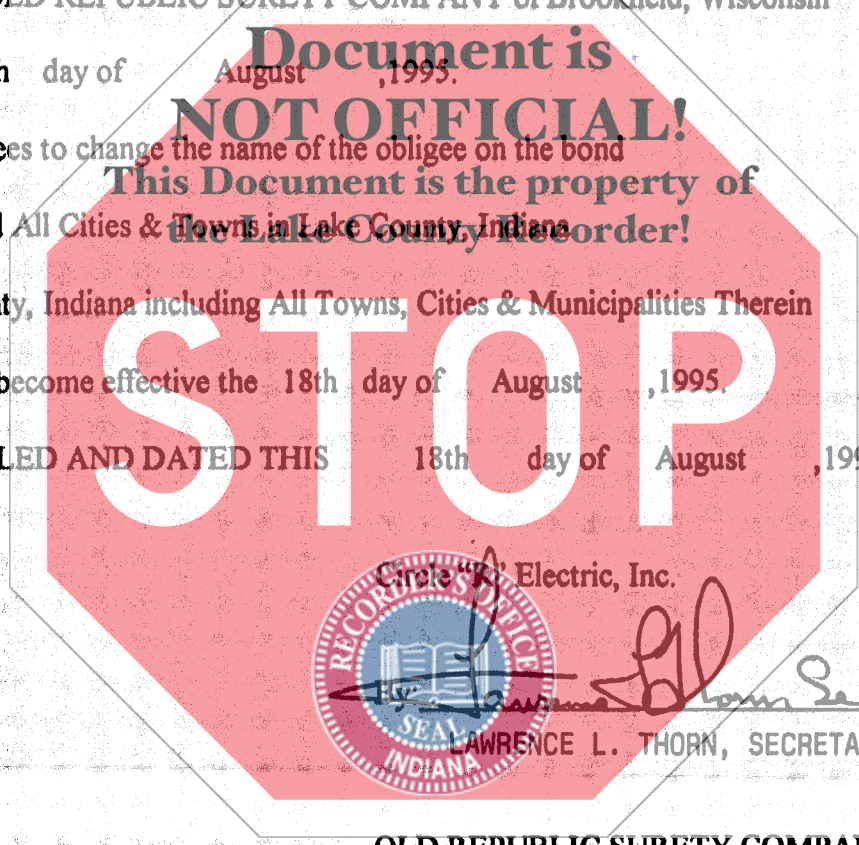 OLD REPUBLIC SURETY COMPANY of Brookfield, Wisconsin
Document is
day of August ,1995.
NOT OFFICIAL!
to change the name of the obligee on the bond
This Document is the property of
All Cities & Towns in Lake County, Indiana
the Lake County Recorder!
ty, Indiana including All Towns, Cities & Municipalities Therein
STOP
become effective the 18th day of August ,1995.
LED AND DATED THIS 18th day of August ,199
Circle "R" Electric, Inc.
RECORDER'S OFFICE
By:
SEAL
LAWRENCE L. THORN, SECRETA
INDIANA
OLD REPUBLIC SURETY COMPA